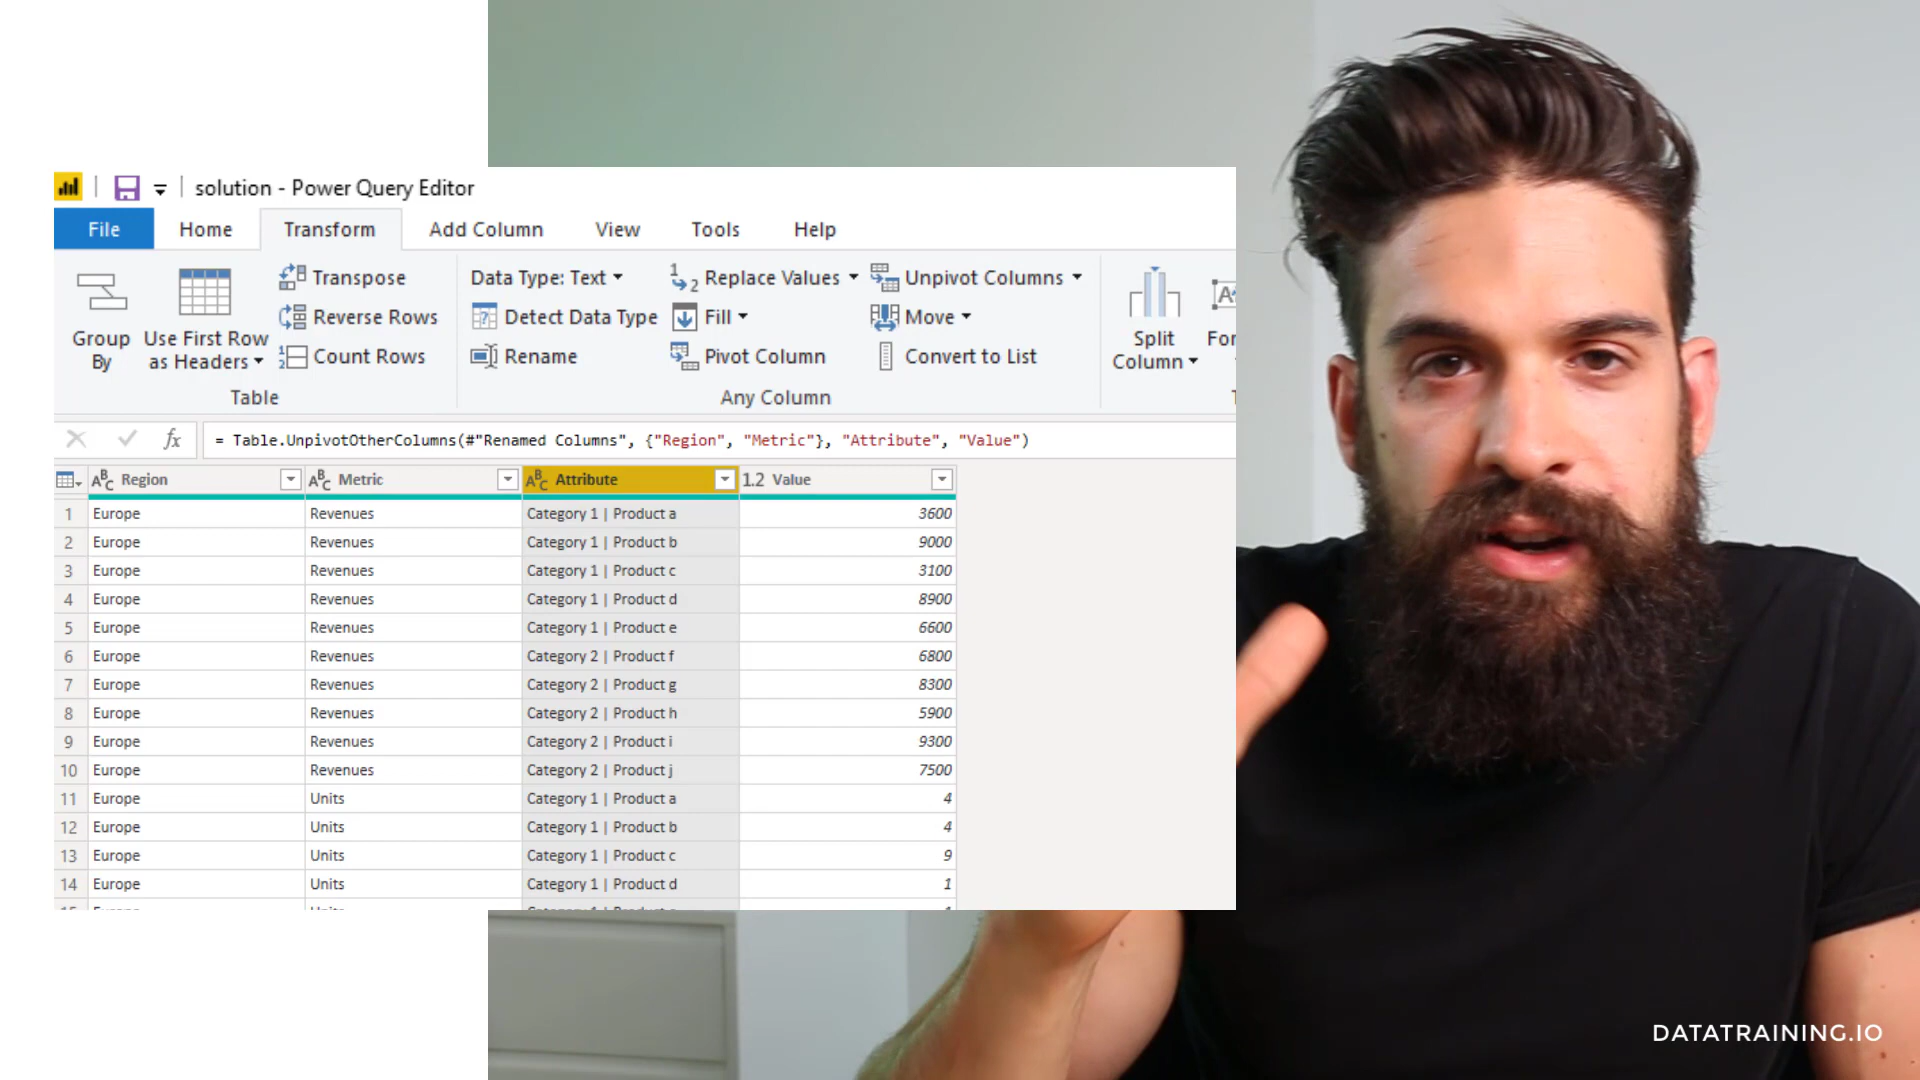 solution - Power Query Editor
File Home Transform Add Column View Tools Help
Transpose Data Type: Text Replace Values Unpivot Columns
Reverse Rows Detect Data Type Fill Move
Group By Use First Row as Headers Count Rows Rename Pivot Column Convert to List Split Column
Table Any Column
fx = Table.UnpivotOtherColumns(#"Renamed Columns", {"Region", "Metric"}, "Attribute", "Value")
ABC Region ABC Metric ABC Attribute 1.2 Value
1 Europe Revenues Category 1 | Product a 3600
2 Europe Revenues Category 1 | Product b 9000
3 Europe Revenues Category 1 | Product c 3100
4 Europe Revenues Category 1 | Product d 8900
5 Europe Revenues Category 1 | Product e 6600
6 Europe Revenues Category 2 | Product f 6800
7 Europe Revenues Category 2 | Product g 8300
8 Europe Revenues Category 2 | Product h 5900
9 Europe Revenues Category 2 | Product i 9300
10 Europe Revenues Category 2 | Product j 7500
11 Europe Units Category 1 | Product a 4
12 Europe Units Category 1 | Product b 4
13 Europe Units Category 1 | Product c 9
14 Europe Units Category 1 | Product d 1
DATATRAINING.IO